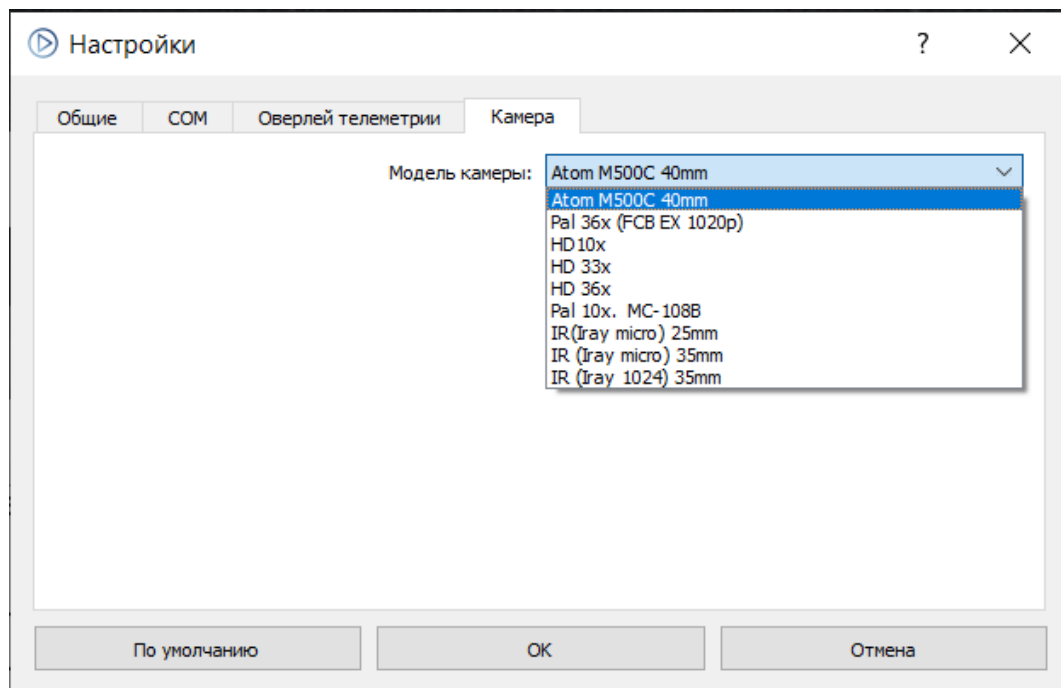 Настройки
?
Общие COM Оверлей телеметрии Камера
Модель камеры: Atom M500C 40mm
Atom M500C 40mm
Pal 36x (FCB EX 1020p)
HD10x
HD 33x
HD 36x
Pal 10x. MC-108B
IR(Iray micro) 25mm
IR (Iray micro) 35mm
IR (Iray 1024) 35mm
По умолчанию OK Отмена